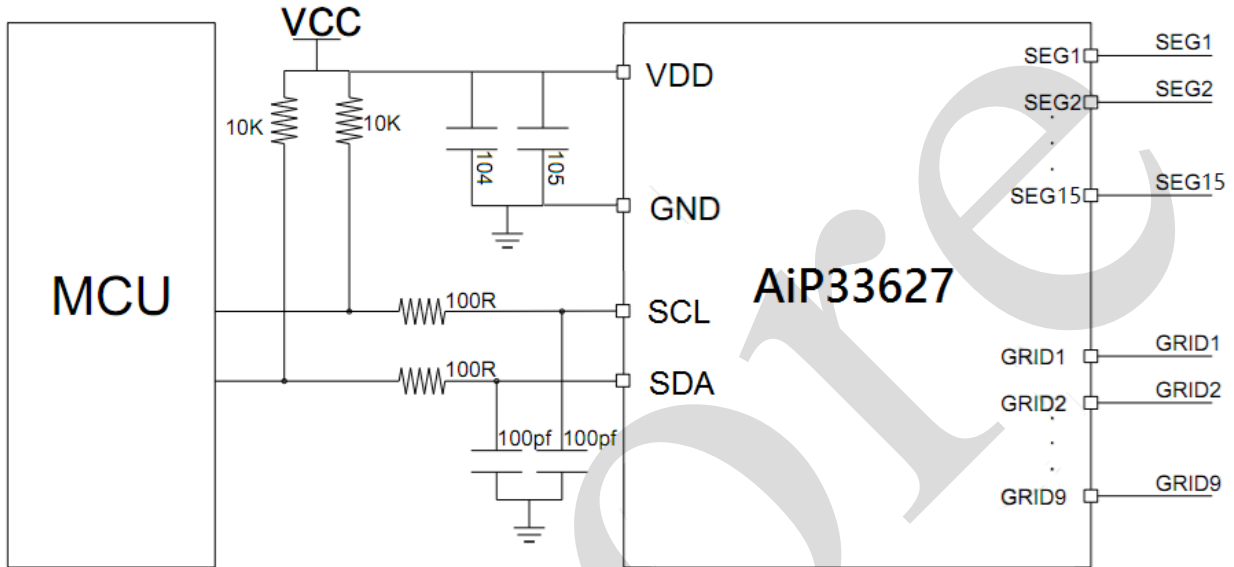 VCC
SEG1
SEG1
VDD
SEG2
SEG2
10K
10K
104
105
SEG15
SEG15
GND
MCU
AiP33627
100R
SCL
GRID1
GRID1
100R
SDA
GRID2
GRID2
100pf
100pf
GRID9
GRID9
ore